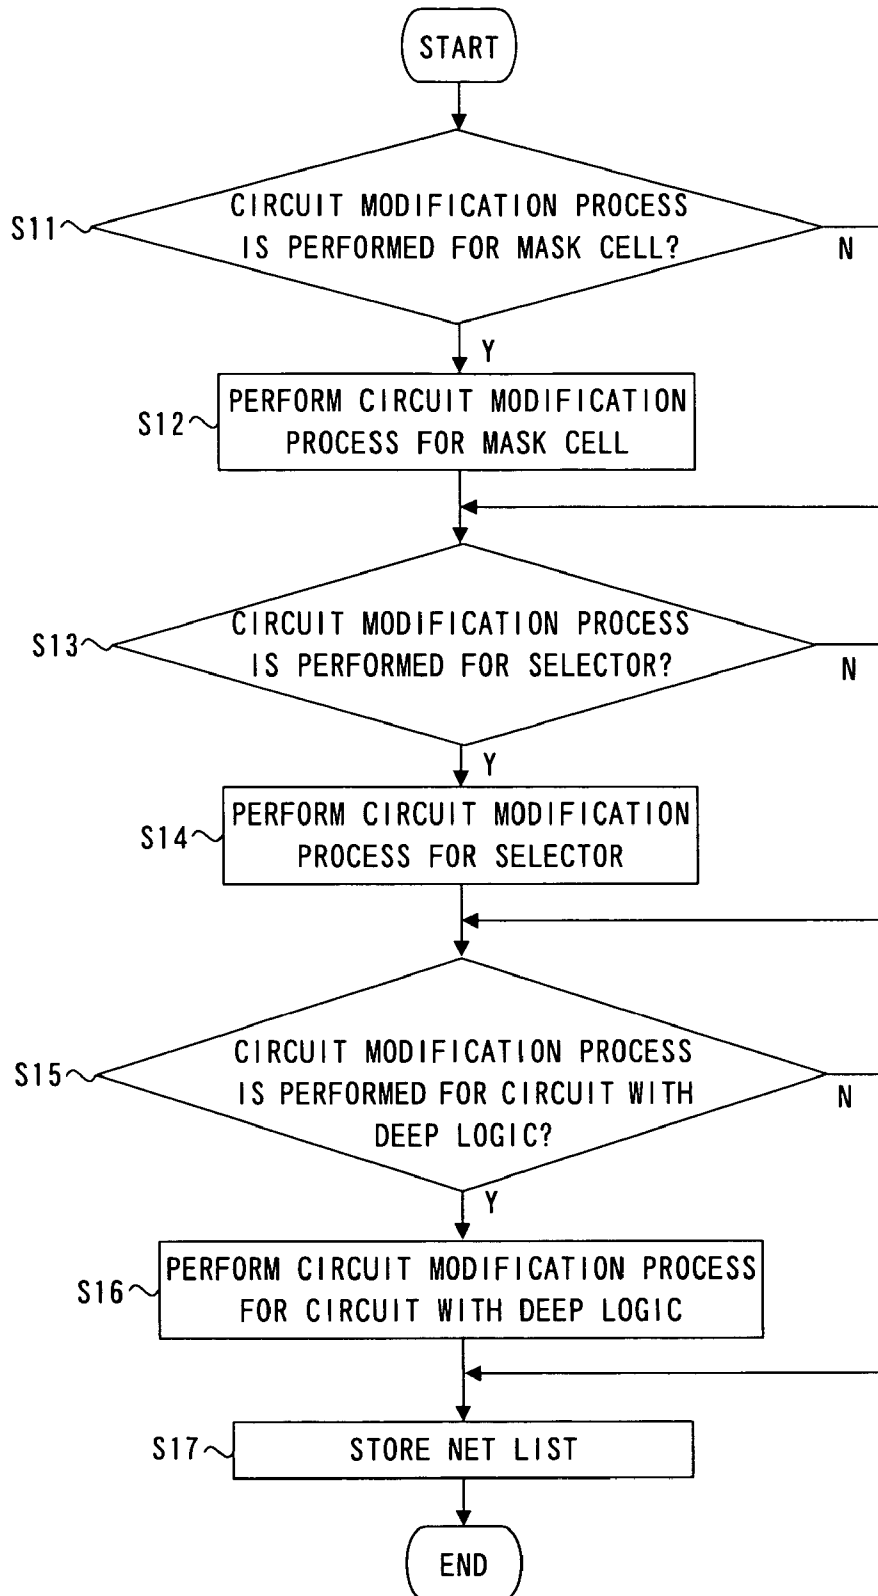 START
CIRCUIT MODIFICATION PROCESS
S11
IS PERFORMED FOR MASK CELL?
N
Y
PERFORM CIRCUIT MODIFICATION
S12
PROCESS FOR MASK CELL
CIRCUIT MODIFICATION PROCESS
S13
IS PERFORMED FOR SELECTOR?
N
Y
PERFORM CIRCUIT MODIFICATION
S14
PROCESS FOR SELECTOR
CIRCUIT MODIFICATION PROCESS
S15
IS PERFORMED FOR CIRCUIT WITH
N
DEEP LOGIC?
Y
PERFORM CIRCUIT MODIFICATION PROCESS
S16
FOR CIRCUIT WITH DEEP LOGIC
S17
STORE NET LIST
END